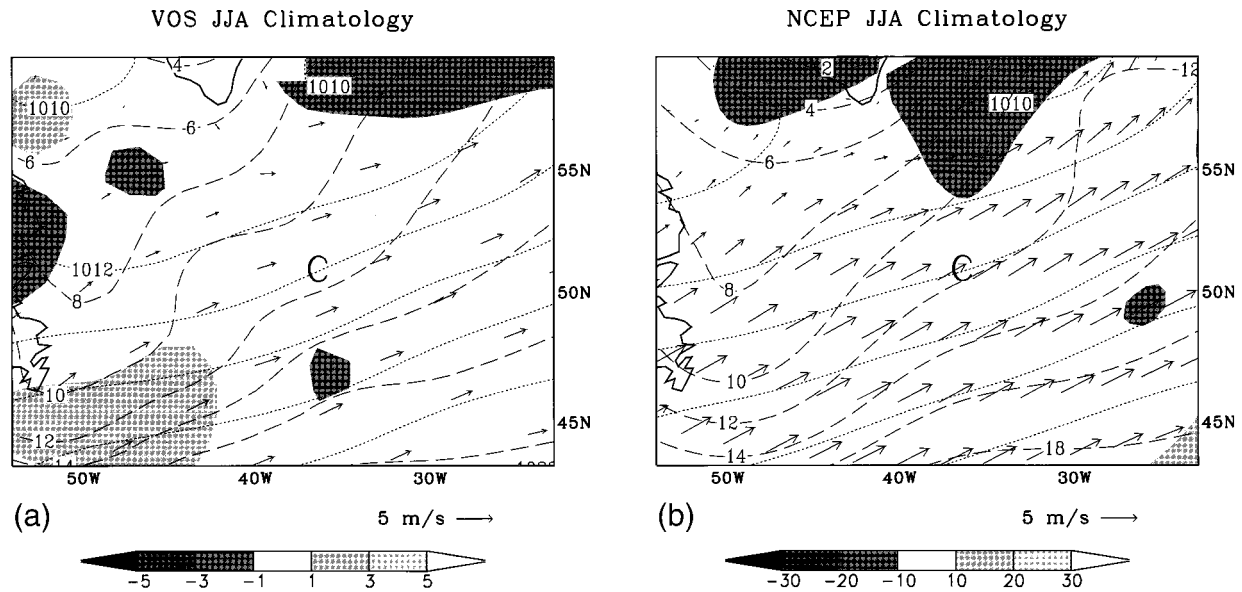 VOS JJA Climatology
4
1010
1010
6
6
1012
8
10
12
14
55N
50N
45N
50W
40W
30W
C
(a)
5 m/s
-5 -3 -1 1 3 5
NCEP JJA Climatology
2
4
-12
1010
6
8
10
12
14
18
55N
50N
45N
50W
40W
30W
C
(b)
5 m/s
-30 -20 -10 10 20 30